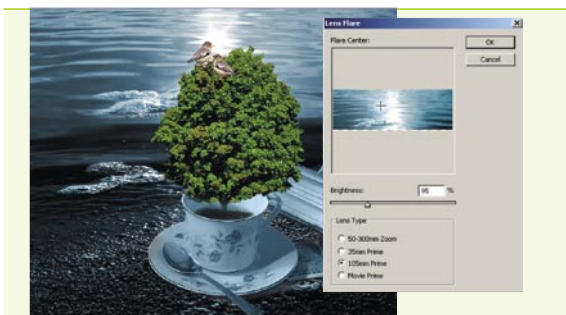 Lens Flare
Flare Center:
OK
Cancel
Brightness:
95 %
Lens Type
50-300mm Zoom
35mm Prime
105mm Prime
Movie Prime